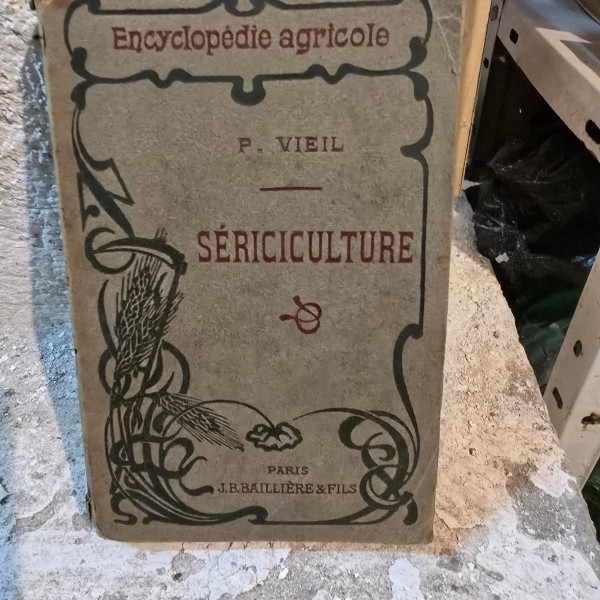 Encyclopédie agricole
P. VIEIL
SÉRICICULTURE
PARIS
J.B.BAILLIÈRE & FILS